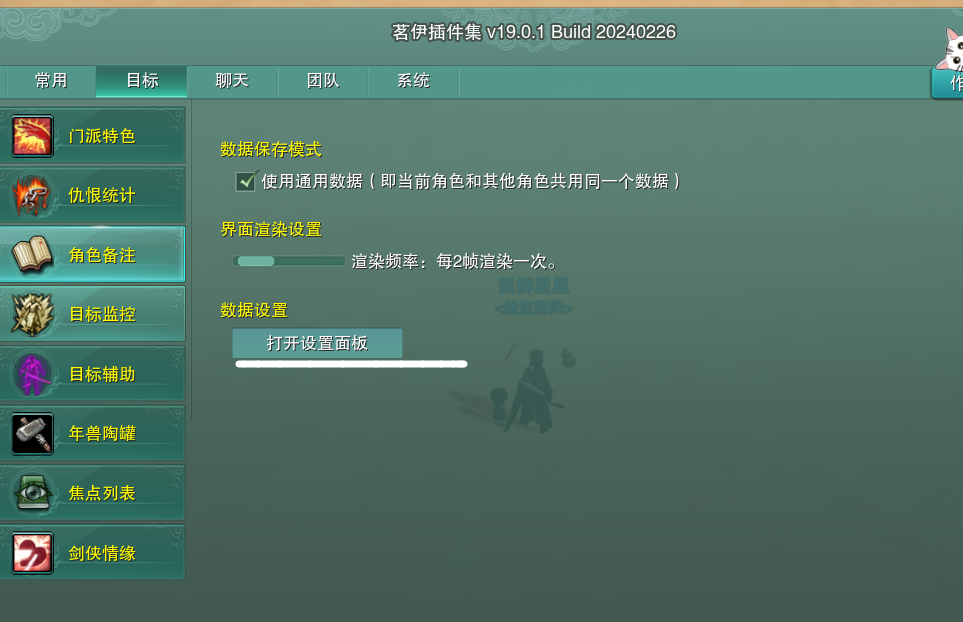 茗伊插件集 v19.0.1 Build 20240226
常用
目标
聊天
团队
系统
作
门派特色
仇恨统计
角色备注
目标监控
目标辅助
年兽陶罐
焦点列表
剑侠情缘
数据保存模式
使用通用数据（即当前角色和其他角色共用同一个数据）
界面渲染设置
渲染频率：每2帧渲染一次。
数据设置
打开设置面板